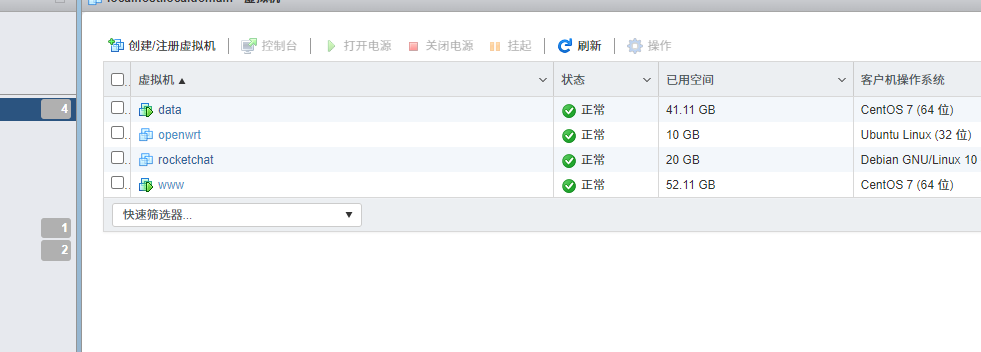 localhost.localdomain - 虚拟机
创建/注册虚拟机 控制台 打开电源 关闭电源 挂起 刷新 操作
虚拟机 ▲ 状态 已用空间 客户机操作系统
4 data 正常 41.11 GB CentOS 7 (64 位)
openwrt 正常 10 GB Ubuntu Linux (32 位)
rocketchat 正常 20 GB Debian GNU/Linux 10
www 正常 52.11 GB CentOS 7 (64 位)
快速筛选器...
1
2